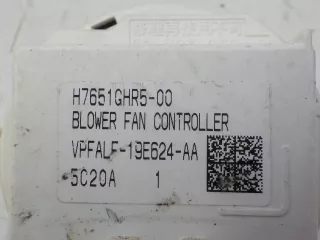 H7651GHR5-00
BLOWER FAN CONTROLLER
VPFALF-19E624-AA
5C20A 1